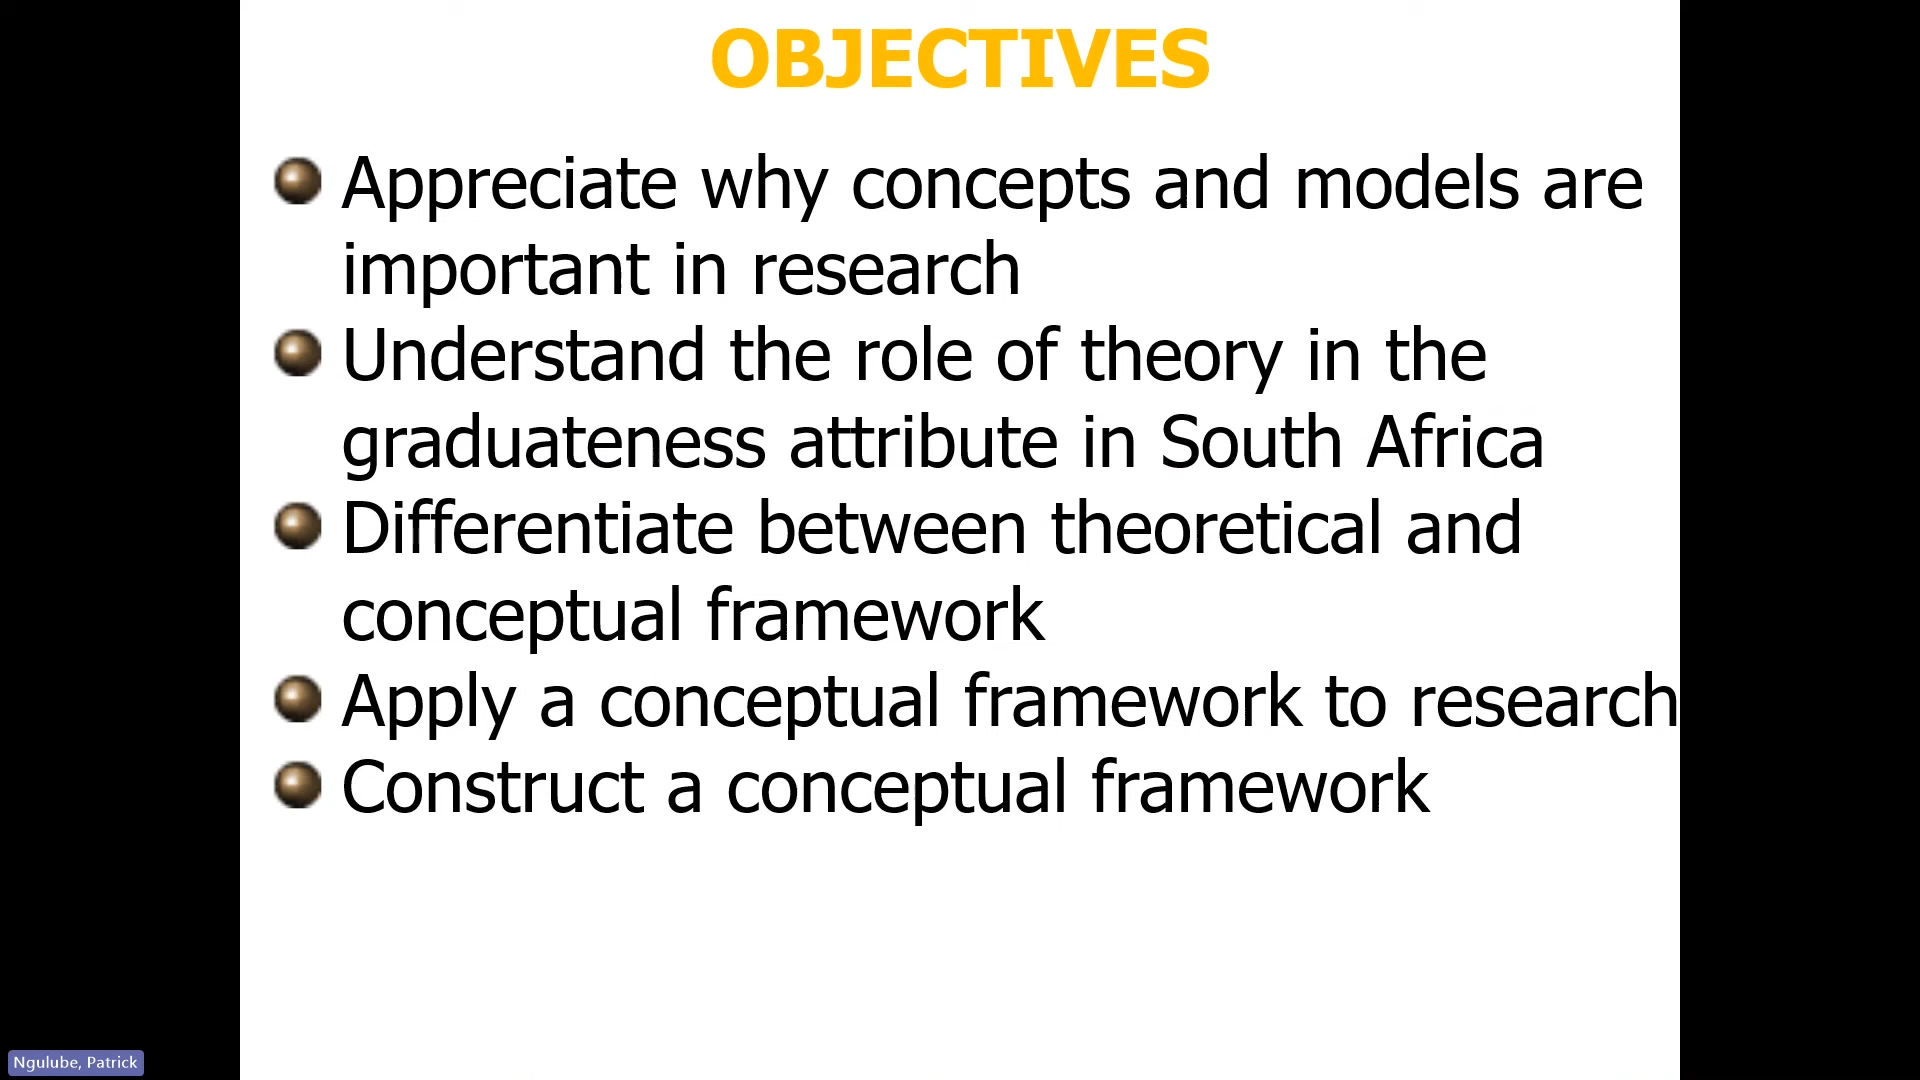 OBJECTIVES
Appreciate why concepts and models are
important in research
Understand the role of theory in the
graduateness attribute in South Africa
Differentiate between theoretical and
conceptual framework
Apply a conceptual framework to research
Construct a conceptual framework
Ngulube, Patrick